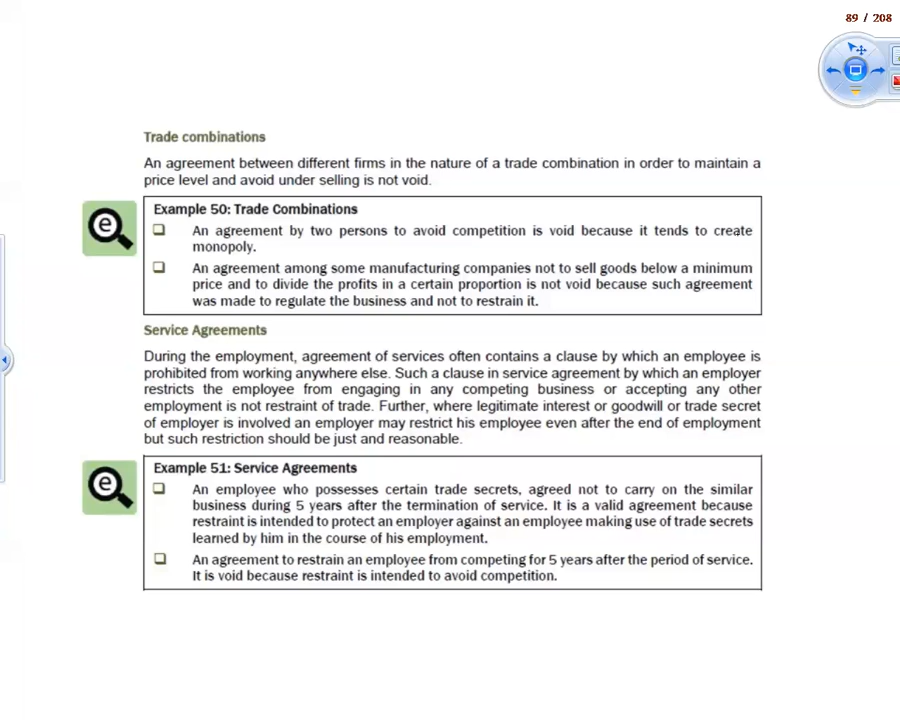 89 / 208
Trade combinations
An agreement between different firms in the nature of a trade combination in order to maintain a
price level and avoid under selling is not void.
Example 50: Trade Combinations
❑ An agreement by two persons to avoid competition is void because it tends to create
monopoly.
❑ An agreement among some manufacturing companies not to sell goods below a minimum
price and to divide the profits in a certain proportion is not void because such agreement
was made to regulate the business and not to restrain it.
Service Agreements
During the employment, agreement of services often contains a clause by which an employee is
prohibited from working anywhere else. Such a clause in service agreement by which an employer
restricts the employee from engaging in any competing business or accepting any other
employment is not restraint of trade. Further, where legitimate interest or goodwill or trade secret
of employer is involved an employer may restrict his employee even after the end of employment
but such restriction should be just and reasonable.
Example 51: Service Agreements
❑ An employee who possesses certain trade secrets, agreed not to carry on the similar
business during 5 years after the termination of service. It is a valid agreement because
restraint is intended to protect an employer against an employee making use of trade secrets
learned by him in the course of his employment.
❑ An agreement to restrain an employee from competing for 5 years after the period of service.
It is void because restraint is intended to avoid competition.